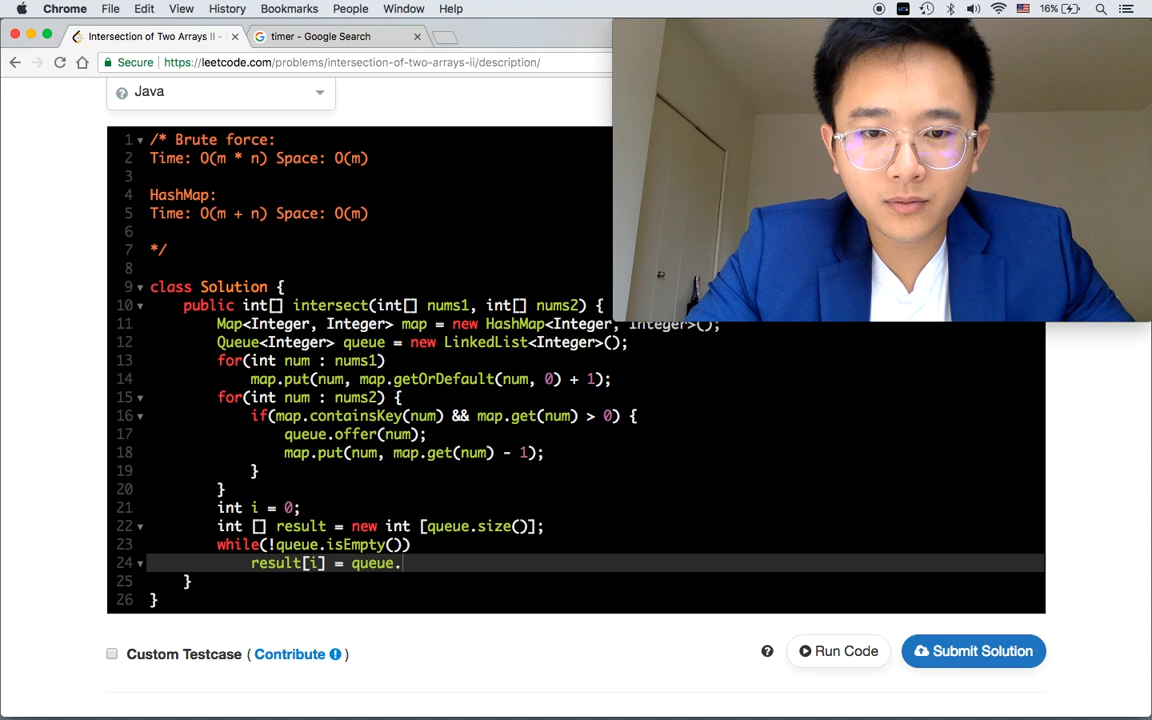 Chrome File Edit View History Bookmarks People Window Help 16%
Intersection of Two Arrays II - timer - Google Search
Secure https://leetcode.com/problems/intersection-of-two-arrays-ii/description/
Java
1 /* Brute force:
2 Time: O(m * n) Space: O(m)
3
4 HashMap:
5 Time: O(m + n) Space: O(m)
6
7 */
8
9 class Solution {
10 public int[] intersect(int[] nums1, int[] nums2) {
11 Map<Integer, Integer> map = new HashMap<Integer, Integer>();
12 Queue<Integer> queue = new LinkedList<Integer>();
13 for(int num : nums1)
14 map.put(num, map.getOrDefault(num, 0) + 1);
15 for(int num : nums2) {
16 if(map.containsKey(num) && map.get(num) > 0) {
17 queue.offer(num);
18 map.put(num, map.get(num) - 1);
19 }
20 }
21 int i = 0;
22 int [] result = new int [queue.size()];
23 while(!queue.isEmpty())
24 result[i] = queue.
25 }
26 }
Custom Testcase ( Contribute )
Run Code
Submit Solution